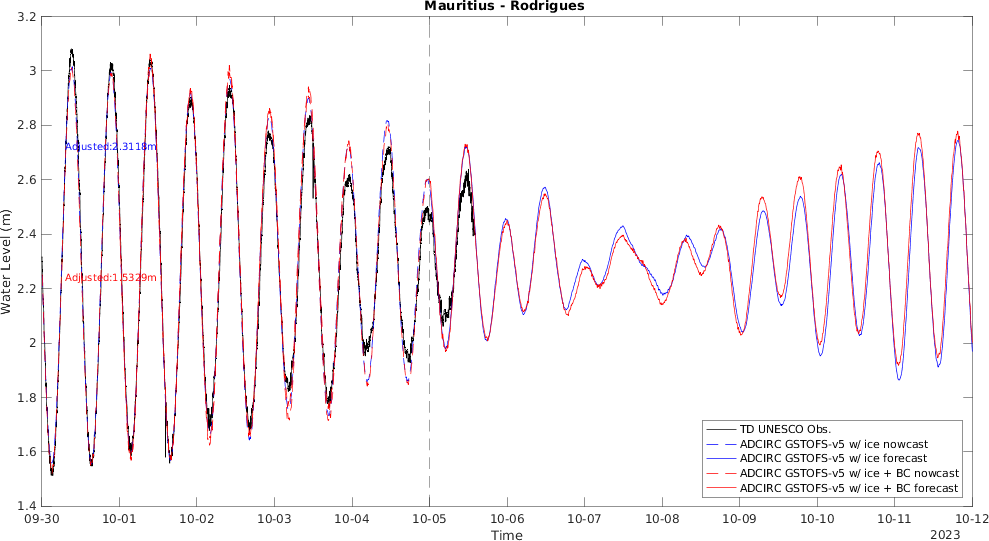 Mauritius - Rodrigues
3.2
3
2.8
2.6
2.4
2.2
2
1.8
1.6
1.4
Water Level (m)
Adjusted:2.3118m
Adjusted:1.5329m
TD UNESCO Obs.
ADCIRC GSTOFS-v5 w/ ice nowcast
ADCIRC GSTOFS-v5 w/ ice forecast
ADCIRC GSTOFS-v5 w/ ice + BC nowcast
ADCIRC GSTOFS-v5 w/ ice + BC forecast
09-30 10-01 10-02 10-03 10-04 10-05 10-06 10-07 10-08 10-09 10-10 10-11 10-12
Time
2023